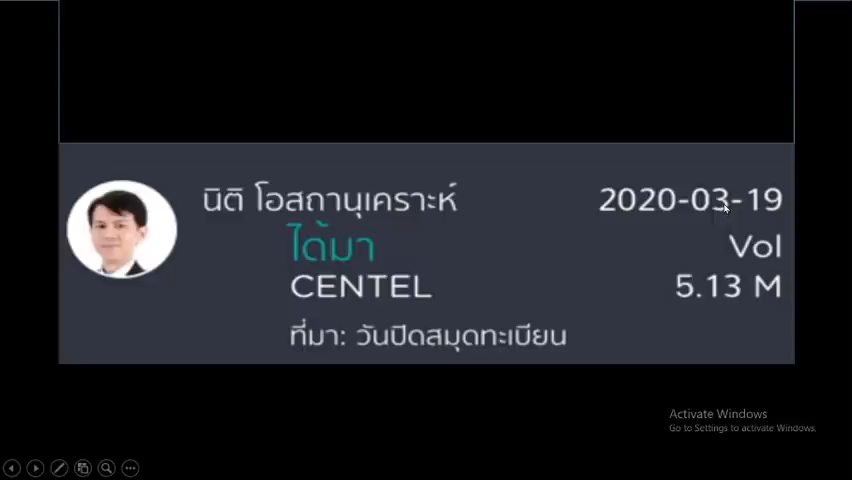 นิติ โอสถานุเคราะห์ 2020-03-19
ได้มา Vol
CENTEL 5.13 M
ที่มา: วันปิดสมุดทะเบียน
Activate Windows
Go to Settings to activate Windows.